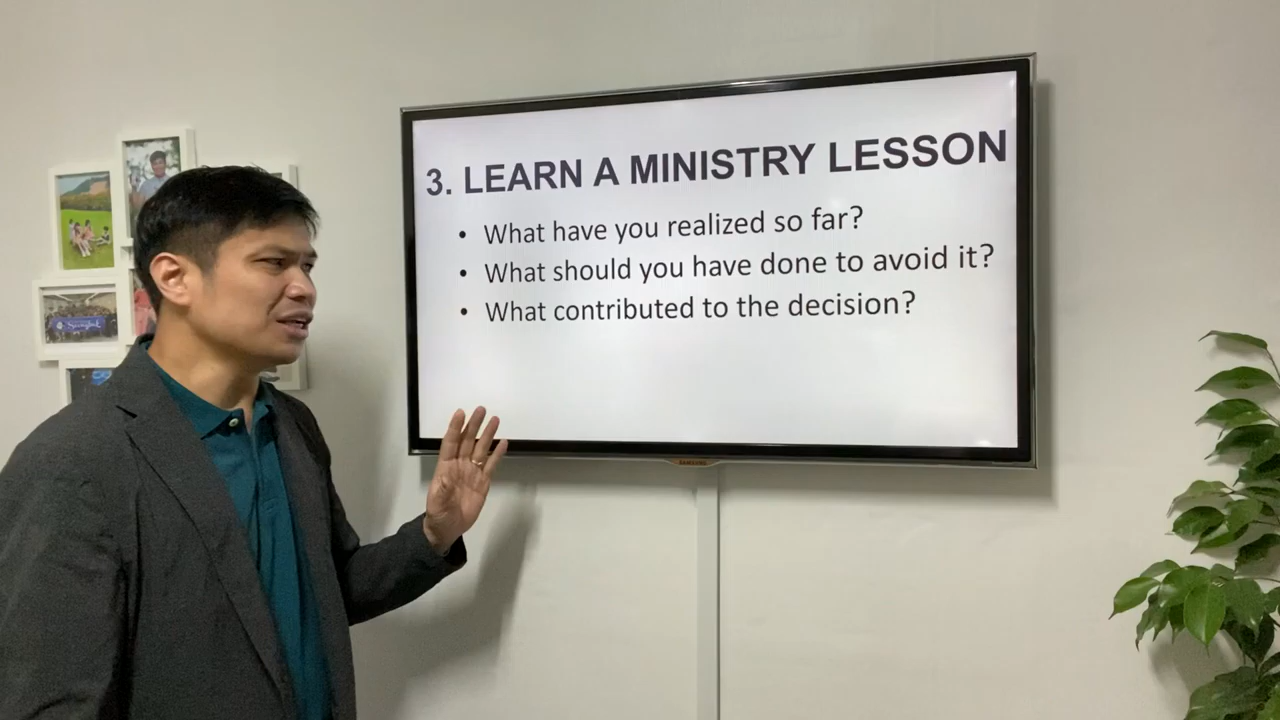 3. LEARN A MINISTRY LESSON
• What have you realized so far?
• What should you have done to avoid it?
• What contributed to the decision?
SAMSUNG